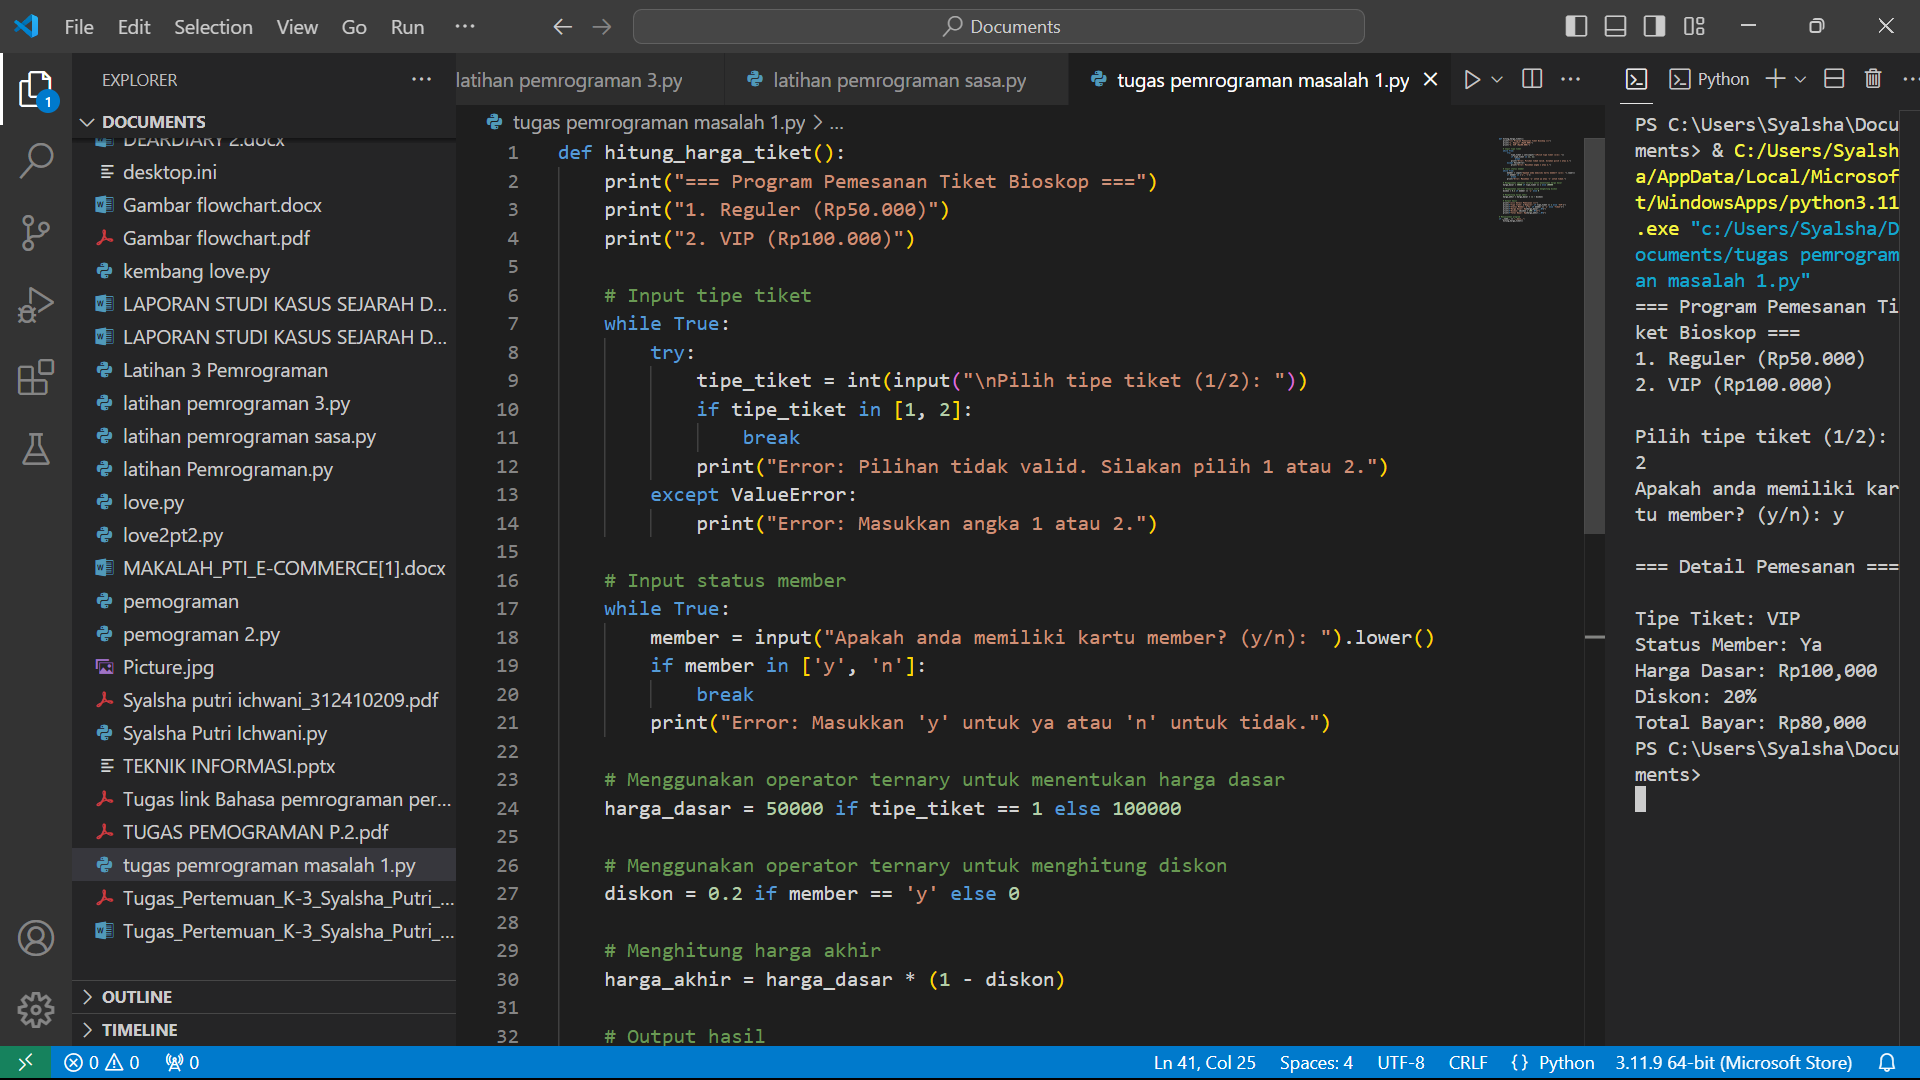 File Edit Selection View Go Run ...
Documents
EXPLORER
1
DOCUMENTS
DEARDIARY 2.docx
desktop.ini
Gambar flowchart.docx
Gambar flowchart.pdf
kembang love.py
LAPORAN STUDI KASUS SEJARAH D...
LAPORAN STUDI KASUS SEJARAH D...
Latihan 3 Pemrograman
latihan pemrograman 3.py
latihan pemrograman sasa.py
latihan Pemrograman.py
love.py
love2pt2.py
MAKALAH_PTI_E-COMMERCE[1].docx
pemograman
pemograman 2.py
Picture.jpg
Syalsha putri ichwani_312410209.pdf
Syalsha Putri Ichwani.py
TEKNIK INFORMASI.pptx
Tugas link Bahasa pemrograman per...
TUGAS PEMOGRAMAN P.2.pdf
tugas pemrograman masalah 1.py
Tugas_Pertemuan_K-3_Syalsha_Putri_...
Tugas_Pertemuan_K-3_Syalsha_Putri_...
OUTLINE
TIMELINE
latihan pemrograman 3.py latihan pemrograman sasa.py tugas pemrograman masalah 1.py
tugas pemrograman masalah 1.py > ...
1 def hitung_harga_tiket():
2 print("=== Program Pemesanan Tiket Bioskop ===")
3 print("1. Reguler (Rp50.000)")
4 print("2. VIP (Rp100.000)")
5
6 # Input tipe tiket
7 while True:
8 try:
9 tipe_tiket = int(input("\nPilih tipe tiket (1/2): "))
10 if tipe_tiket in [1, 2]:
11 break
12 print("Error: Pilihan tidak valid. Silakan pilih 1 atau 2.")
13 except ValueError:
14 print("Error: Masukkan angka 1 atau 2.")
15
16 # Input status member
17 while True:
18 member = input("Apakah anda memiliki kartu member? (y/n): ").lower()
19 if member in ['y', 'n']:
20 break
21 print("Error: Masukkan 'y' untuk ya atau 'n' untuk tidak.")
22
23 # Menggunakan operator ternary untuk menentukan harga dasar
24 harga_dasar = 50000 if tipe_tiket == 1 else 100000
25
26 # Menggunakan operator ternary untuk menghitung diskon
27 diskon = 0.2 if member == 'y' else 0
28
29 # Menghitung harga akhir
30 harga_akhir = harga_dasar * (1 - diskon)
31
32 # Output hasil
Python
PS C:\Users\Syalsha\Docu
ments> & C:/Users/Syalsh
a/AppData/Local/Microsof
t/WindowsApps/python3.11
.exe "c:/Users/Syalsha/D
ocuments/tugas pemrogram
an masalah 1.py"
=== Program Pemesanan Ti
ket Bioskop ===
1. Reguler (Rp50.000)
2. VIP (Rp100.000)
Pilih tipe tiket (1/2):
2
Apakah anda memiliki kar
tu member? (y/n): y
=== Detail Pemesanan ===
Tipe Tiket: VIP
Status Member: Ya
Harga Dasar: Rp100,000
Diskon: 20%
Total Bayar: Rp80,000
PS C:\Users\Syalsha\Docu
ments>
0 0 0 Ln 41, Col 25 Spaces: 4 UTF-8 CRLF {} Python 3.11.9 64-bit (Microsoft Store)